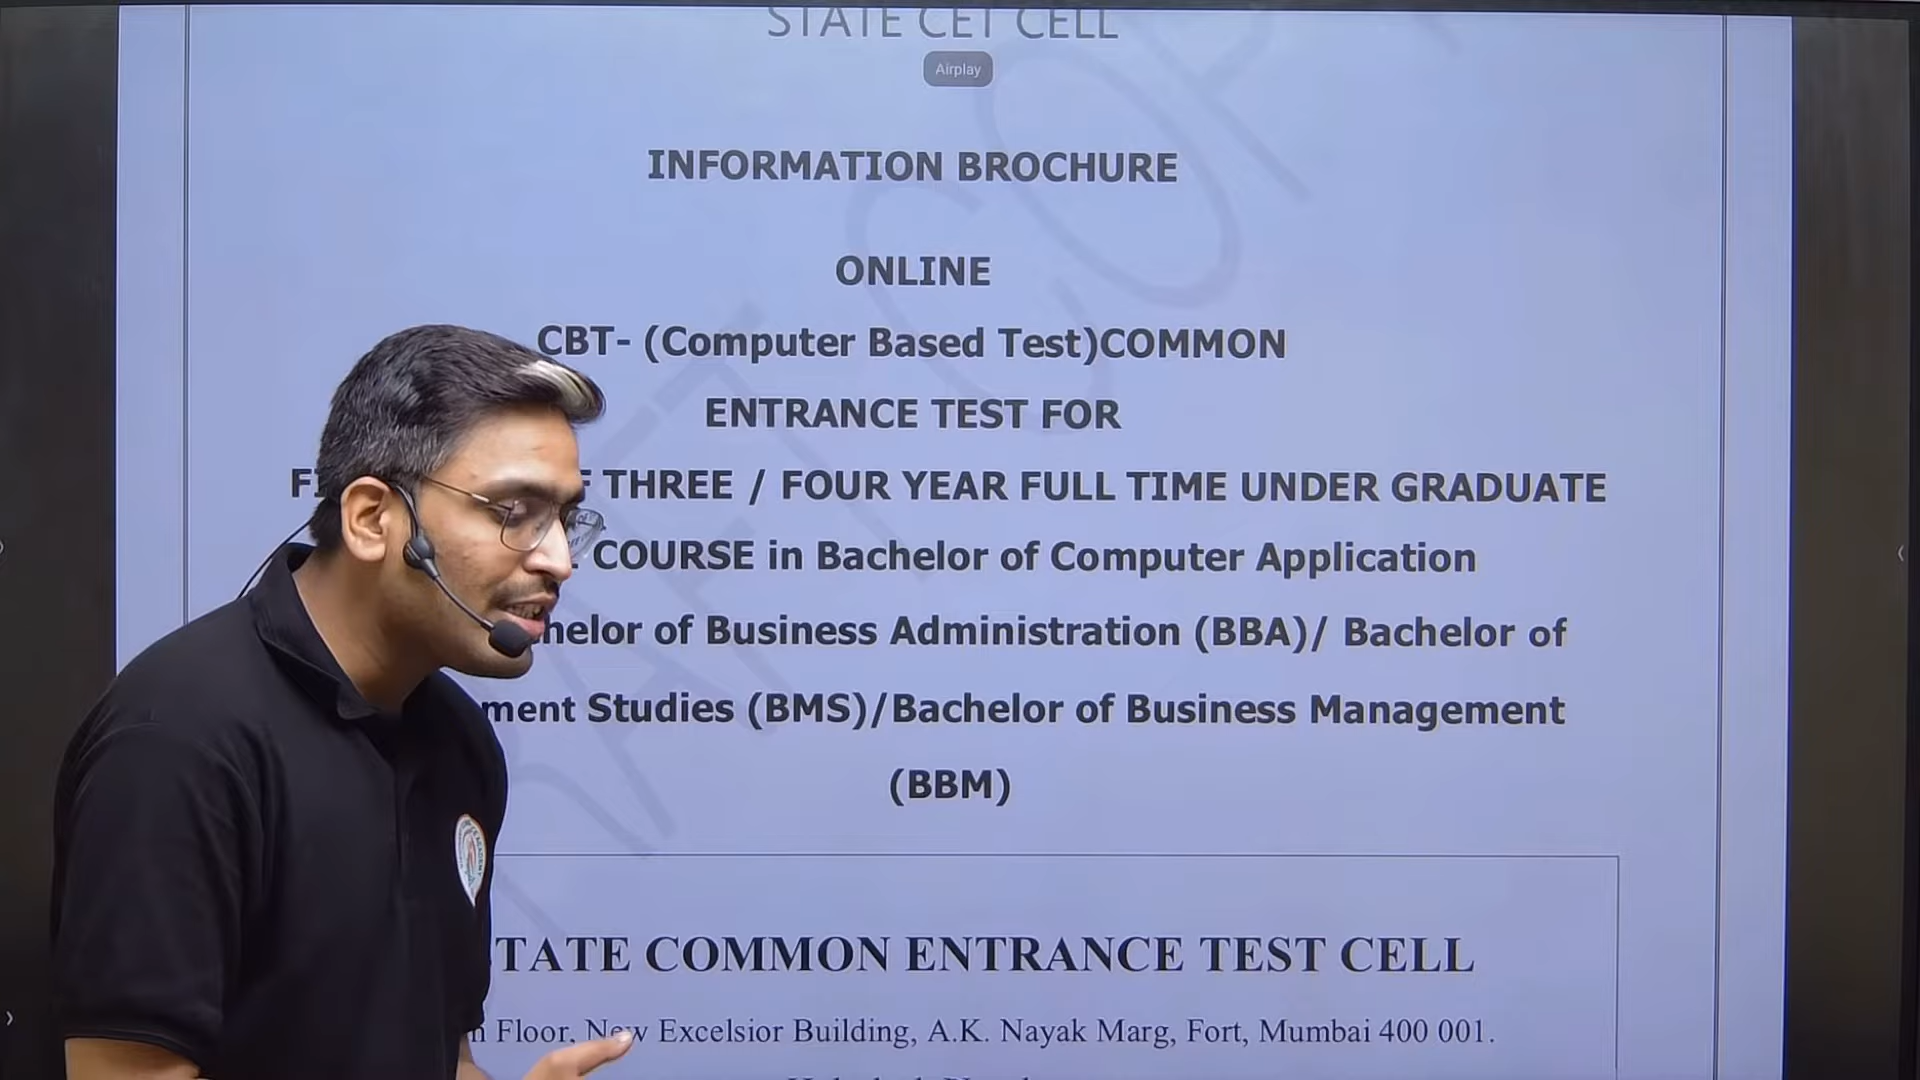 STATE CET CELL
Airplay
INFORMATION BROCHURE
ONLINE
CBT- (Computer Based Test)COMMON
ENTRANCE TEST FOR
THREE / FOUR YEAR FULL TIME UNDER GRADUATE
COURSE in Bachelor of Computer Application
helor of Business Administration (BBA)/ Bachelor of
ment Studies (BMS)/Bachelor of Business Management
(BBM)
TATE COMMON ENTRANCE TEST CELL
Floor, New Excelsior Building, A.K. Nayak Marg, Fort, Mumbai 400 001.